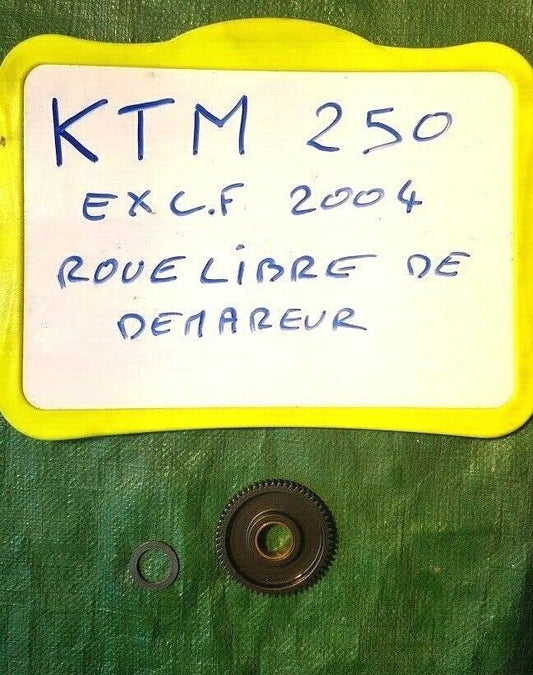 KTM 250
EXC.F 2004
ROUE LIBRE DE
DEMAREUR